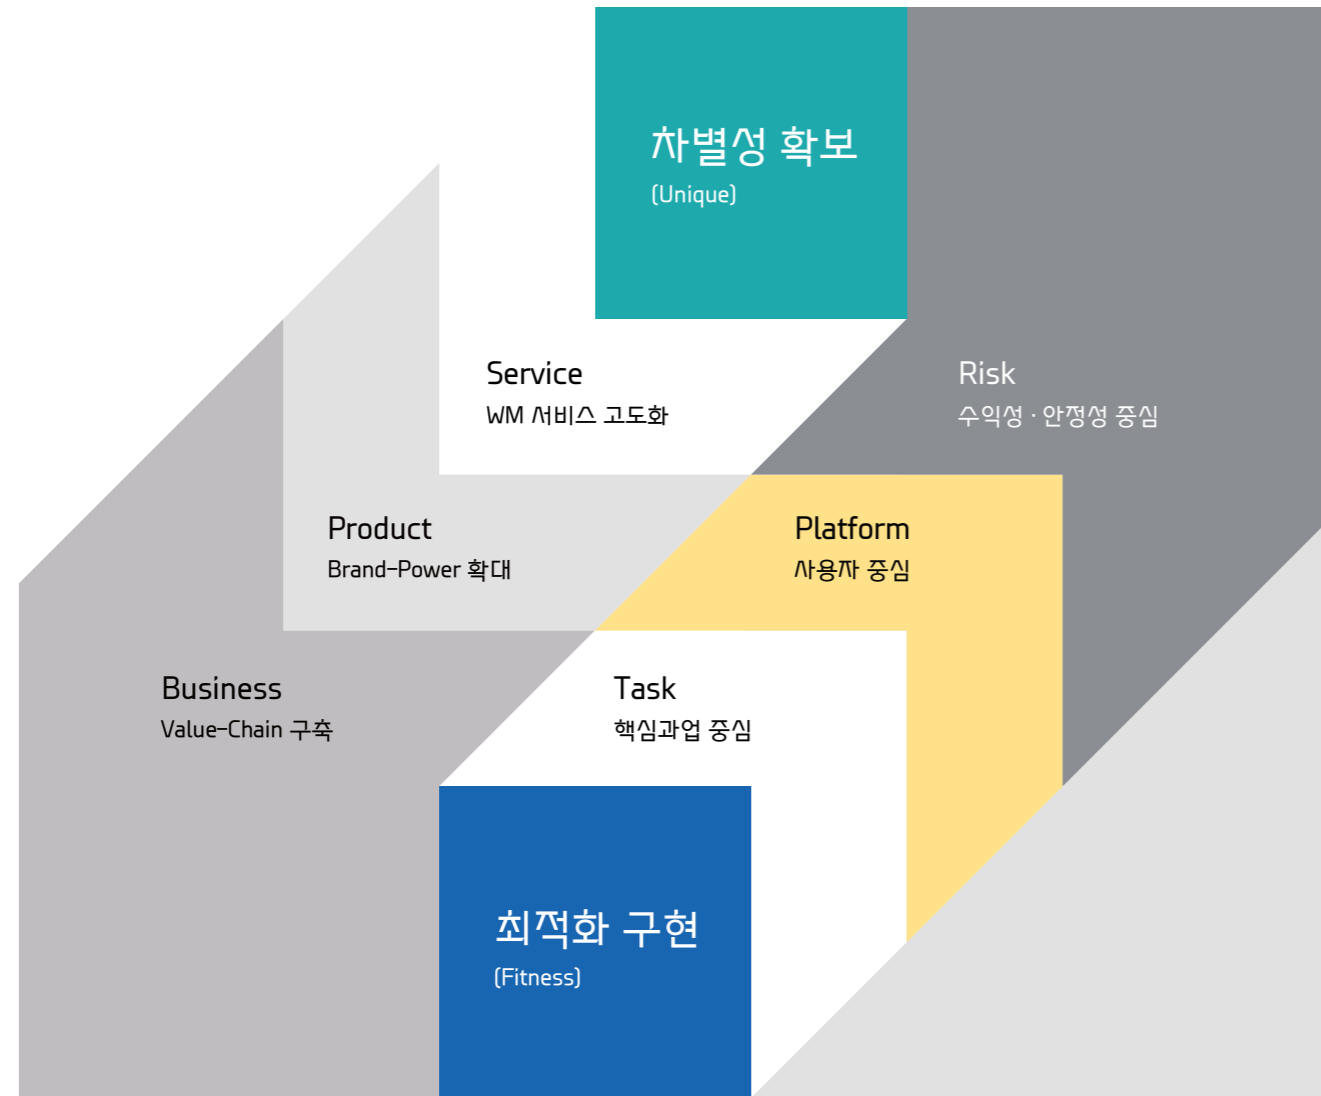 차별성 확보
(Unique)
Service
WM 서비스 고도화
Risk
수익성 · 안정성 중심
Product
Brand-Power 확대
Platform
사용자 중심
Business
Value-Chain 구축
Task
핵심과업 중심
최적화 구현
(Fitness)